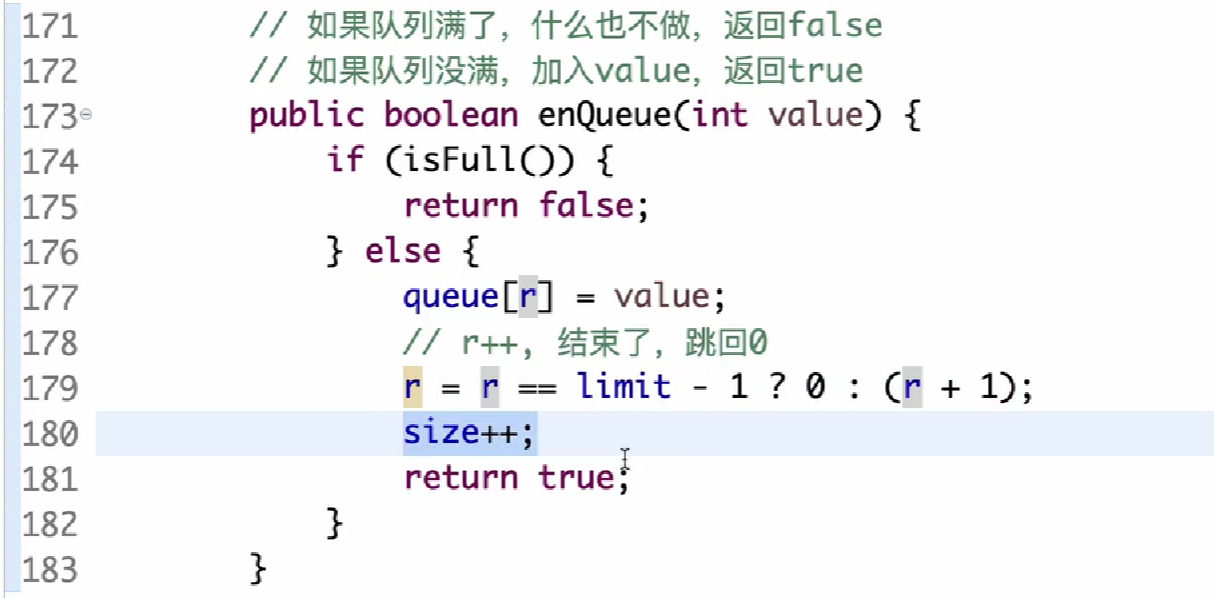 171 // 如果队列满了，什么也不做，返回false
172 // 如果队列没满，加入value，返回true
173 public boolean enQueue(int value) {
174 if (isFull()) {
175 return false;
176 } else {
177 queue[r] = value;
178 // r++, 结束了，跳回0
179 r = r == limit - 1 ? 0 : (r + 1);
180 size++;
181 return true;
182 }
183 }